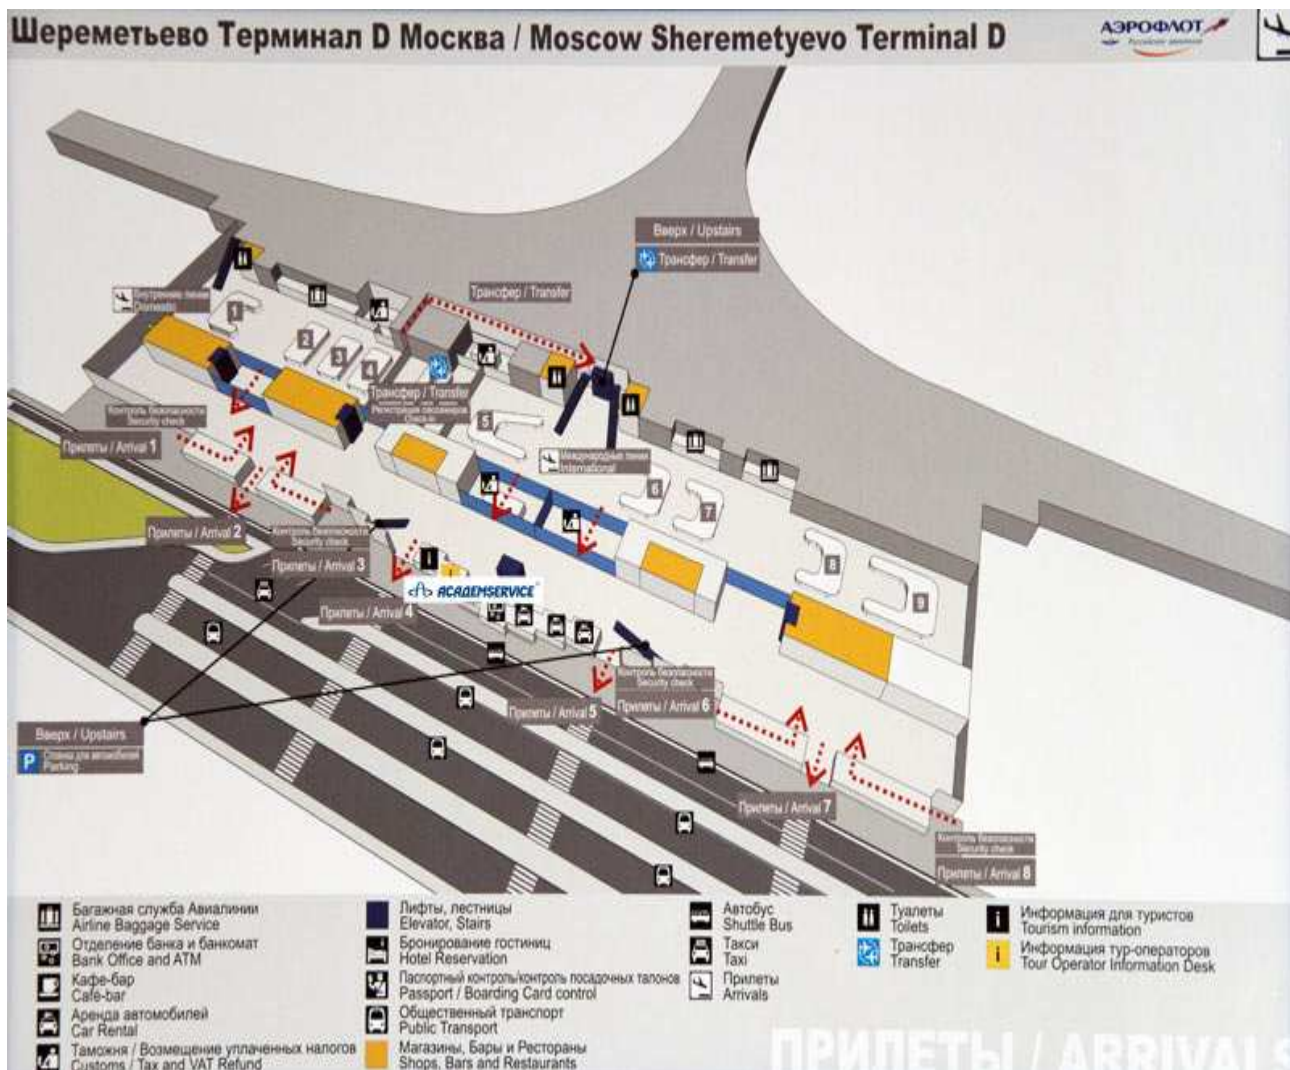 Шереметьево Терминал D Москва / Moscow Sheremetyevo Terminal D
АЭРОФЛОТ
Российские авиалинии
Вверх / Upstairs
Трансфер / Transfer
Трансфер / Transfer
Внутренние линии
Domestic
1
2
3
4
Трансфер / Transfer
Регистрация пассажиров
Check-in
5
Контроль безопасности
Security check
Прилеты / Arrival 1
Международные линии
International
6
7
8
9
Прилеты / Arrival 2
Контроль безопасности
Security check
Прилеты / Arrival 3
i
i
ACADEMSERVICE
Прилеты / Arrival 4
Контроль безопасности
Security check
Прилеты / Arrival 5
Прилеты / Arrival 6
Вверх / Upstairs
P
Стоянка для автомобилей
Parking
Прилеты / Arrival 7
Контроль безопасности
Security check
Прилеты / Arrival 8
Багажная служба Авиалинии
Airline Baggage Service
Отделение банка и банкомат
Bank Office and ATM
Кафе-бар
Cafe-bar
Аренда автомобилей
Car Rental
Таможня / Возмещение уплаченных налогов
Customs / Tax and VAT Refund
Лифты, лестницы
Elevator, Stairs
Бронирование гостиниц
Hotel Reservation
Паспортный контроль/контроль посадочных талонов
Passport / Boarding Card control
Общественный транспорт
Public Transport
Магазины, Бары и Рестораны
Shops, Bars and Restaurants
Автобус
Shuttle Bus
Такси
Taxi
Прилеты
Arrivals
Туалеты
Toilets
Трансфер
Transfer
i
Информация для туристов
Tourism information
i
Информация тур-операторов
Tour Operator Information Desk
ПРИЛЕТЫ / ARRIVALS